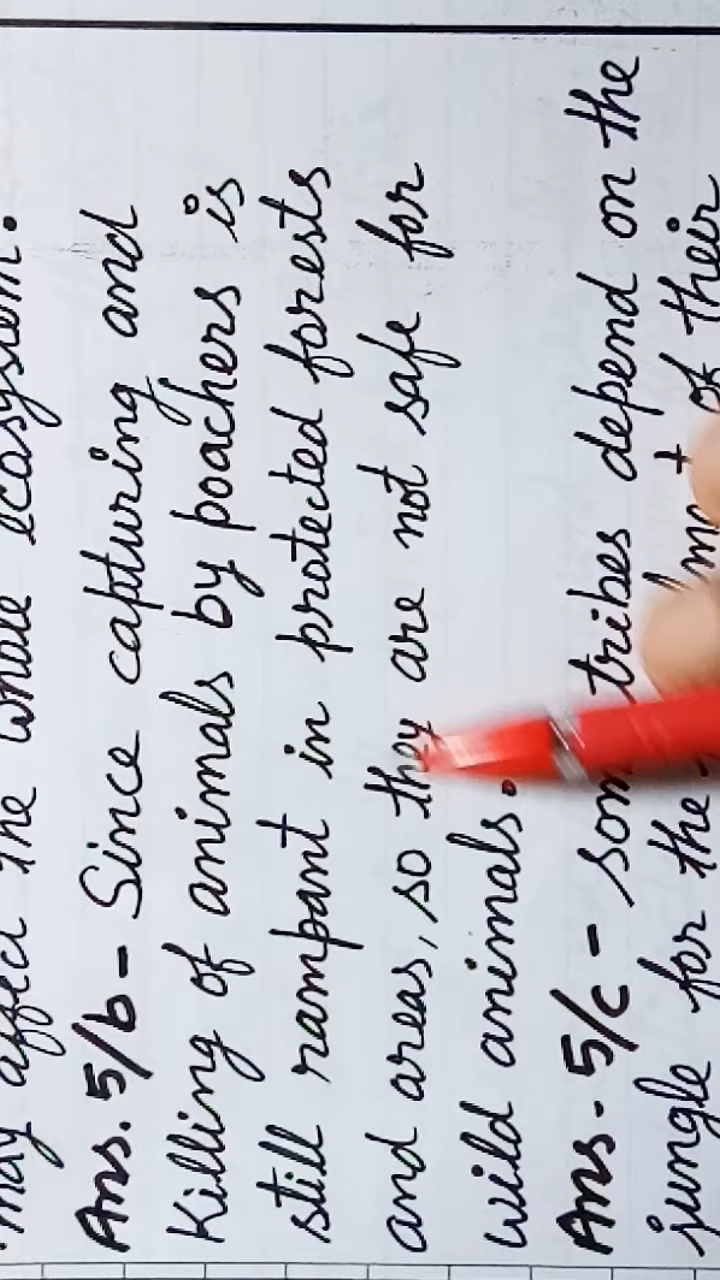 may affect the whole ecosystem.
Ans. 5/b - Since capturing and
Killing of animals by poachers is
still rampant in protected forests
and areas, so they are not safe for
wild animals.
Ans - 5/c - some tribes depend on the
jungle for the of their